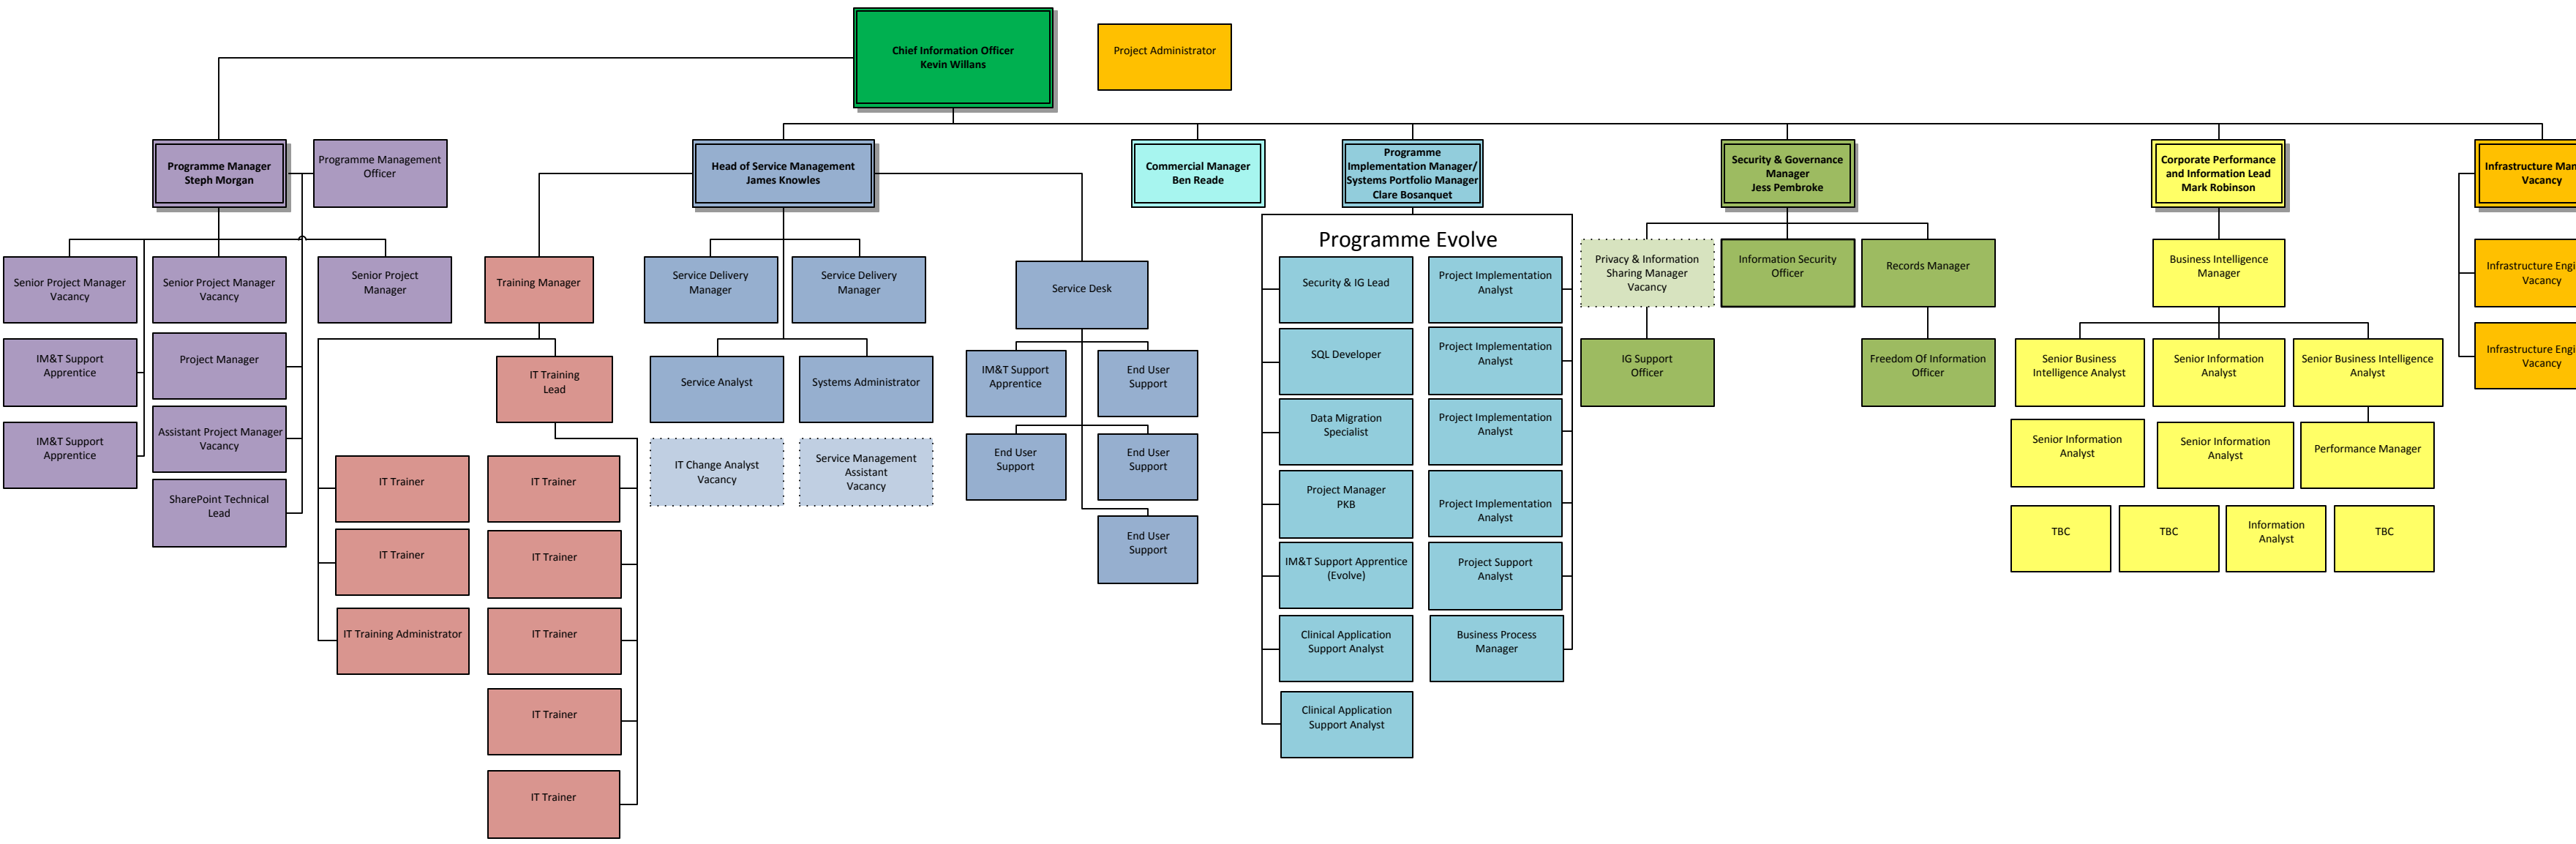 Chief Information Officer
Kevin Willans
Project Administrator
Programme Manager
Steph Morgan
Programme Management
Officer
Head of Service Management
James Knowles
Commercial Manager
Ben Reade
Programme
Implementation Manager/
Systems Portfolio Manager
Clare Bosanquet
Security & Governance
Manager
Jess Pembroke
Corporate Performance
and Information Lead
Mark Robinson
Infrastructure Man
Vacancy
Senior Project Manager
Vacancy
Senior Project Manager
Vacancy
Senior Project
Manager
IM&T Support
Apprentice
Project Manager
IM&T Support
Apprentice
Assistant Project Manager
Vacancy
SharePoint Technical
Lead
Training Manager
IT Training
Lead
IT Trainer
IT Trainer
IT Trainer
IT Trainer
IT Training Administrator
IT Trainer
IT Trainer
IT Trainer
Service Delivery
Manager
Service Delivery
Manager
Service Analyst
Systems Administrator
IT Change Analyst
Vacancy
Service Management
Assistant
Vacancy
Service Desk
IM&T Support
Apprentice
End User
Support
End User
Support
End User
Support
End User
Support
Programme Evolve
Security & IG Lead
Project Implementation
Analyst
SQL Developer
Project Implementation
Analyst
Data Migration
Specialist
Project Implementation
Analyst
Project Manager
PKB
Project Implementation
Analyst
IM&T Support Apprentice
(Evolve)
Project Support
Analyst
Clinical Application
Support Analyst
Business Process
Manager
Clinical Application
Support Analyst
Privacy & Information
Sharing Manager
Vacancy
Information Security
Officer
Records Manager
IG Support
Officer
Freedom Of Information
Officer
Business Intelligence
Manager
Senior Business
Intelligence Analyst
Senior Information
Analyst
Senior Business Intelligence
Analyst
Senior Information
Analyst
Senior Information
Analyst
Performance Manager
TBC
TBC
Information
Analyst
TBC
Infrastructure Engi
Vacancy
Infrastructure Engi
Vacancy